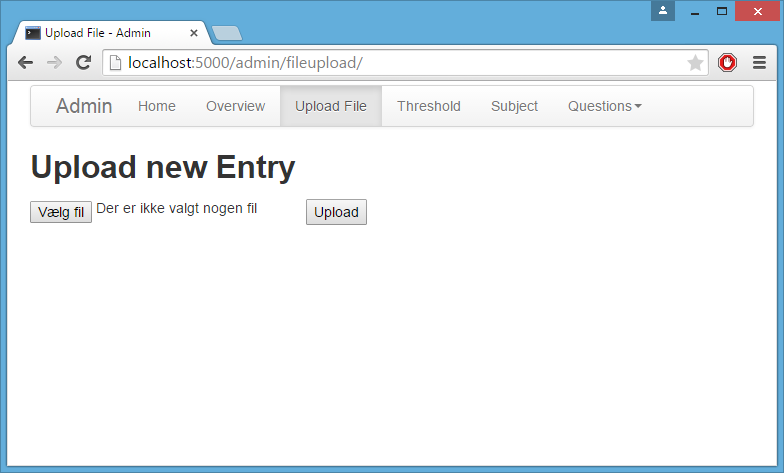 Upload File - Admin
localhost:5000/admin/fileupload/
Admin Home Overview Upload File Threshold Subject Questions
Upload new Entry
Vælg fil Der er ikke valgt nogen fil Upload